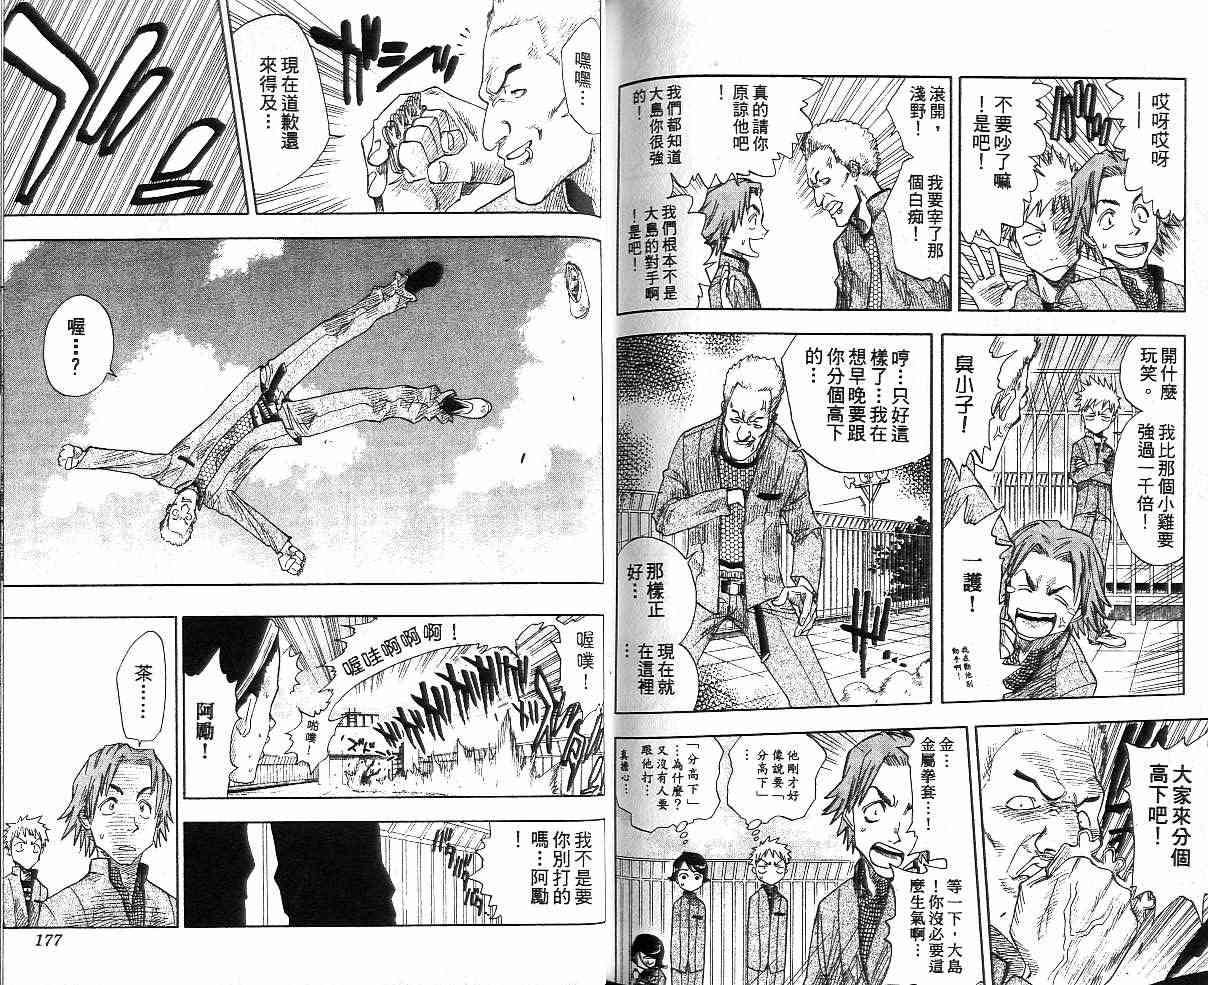 哎呀哎呀
——
不要吵了嘛
!是吧!
滾開，
淺野!
我要宰了那
個白痴!
真的請你
原諒他吧
我們都知道
大島你很強
的!
我們根本不是
大島的對手啊
!是吧!
開什麼
玩笑。
我比那個小雞要
強過一千倍!
臭小子!
一護!
哼…只好這
樣了…我在
想早晚要跟
你分個高下
的…
那樣正
好…
現在就
在這裡
…
大家來分個
高下吧!
金…
金屬拳套…!
等一下，大島
!你沒必要這
麼生氣啊…
他剛才好
像說要「
分高下」
「分高下」
…為什麼?
又沒有人要
跟他打…
真擔心…
嘿嘿…
現在道歉還
來得及…
喔…?
喔噗!
喔哇啊啊啊!
啪噗!
阿勵!
我不是要
你別打的
嗎…阿勵
!
茶……
177